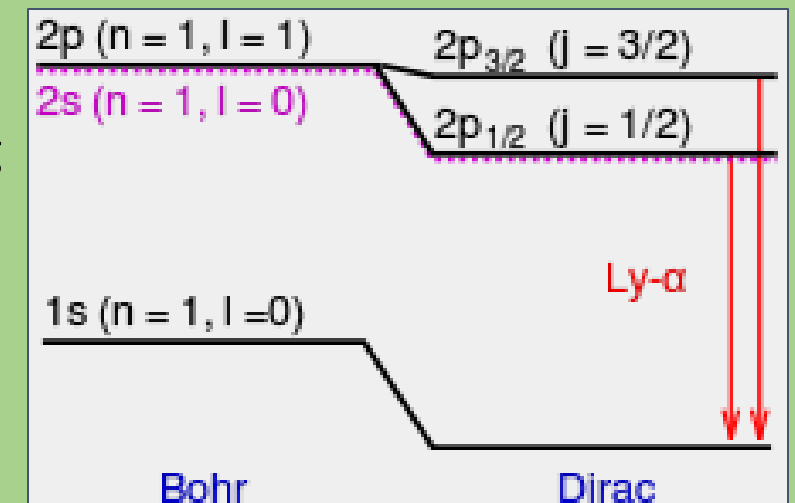 2p (n = 1, l = 1)
2s (n = 1, l = 0)
2p3/2 (j = 3/2)
2p1/2 (j = 1/2)
Ly-α
1s (n = 1, l =0)
Bohr
Dirac